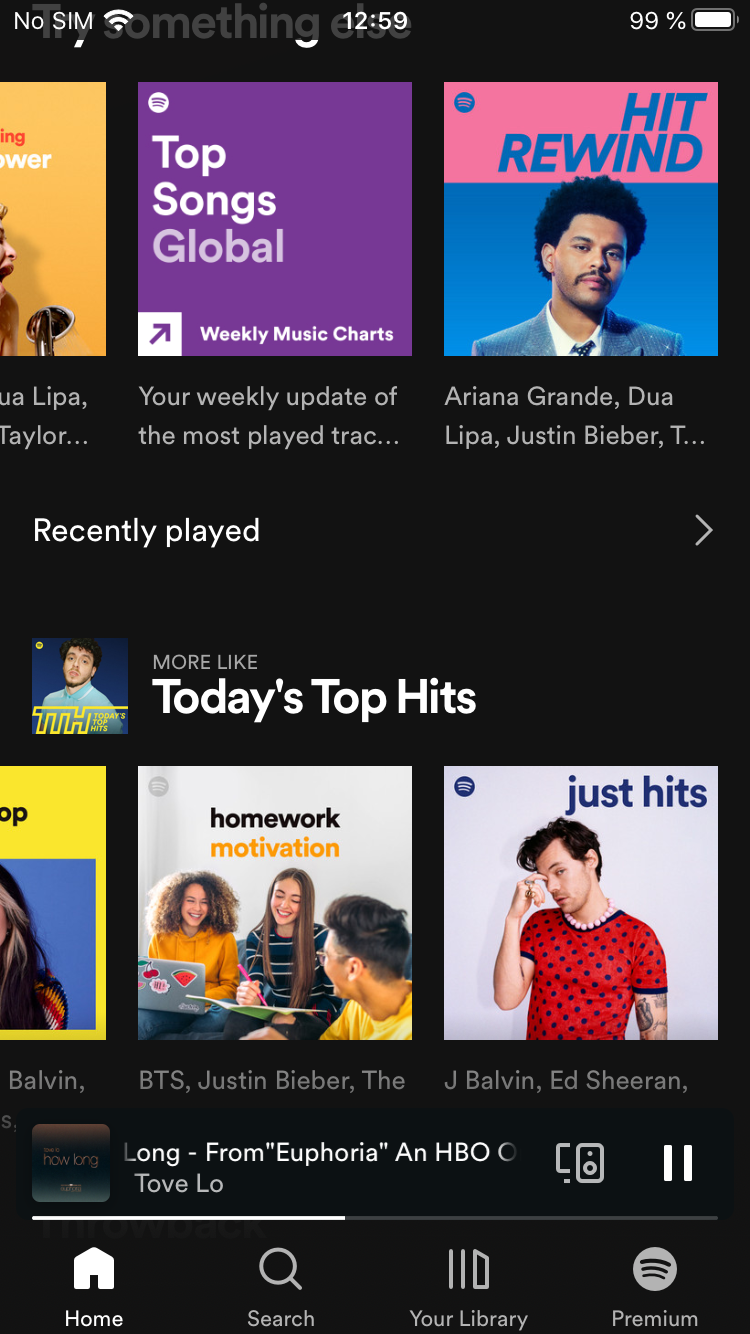 No SIM 12:59 99 %
Try something else
ing
ower
Top
Songs
Global
Weekly Music Charts
HIT
REWIND
ua Lipa,
Taylor...
Your weekly update of
the most played trac...
Ariana Grande, Dua
Lipa, Justin Bieber, T...
Recently played
MORE LIKE
Today's Top Hits
TTH TODAY'S
TOP
HITS
op
homework
motivation
just hits
Balvin,
s,
BTS, Justin Bieber, The
J Balvin, Ed Sheeran,
how long
Long - From"Euphoria" An HBO O
Tove Lo
Throwback
Home
Search
Your Library
Premium